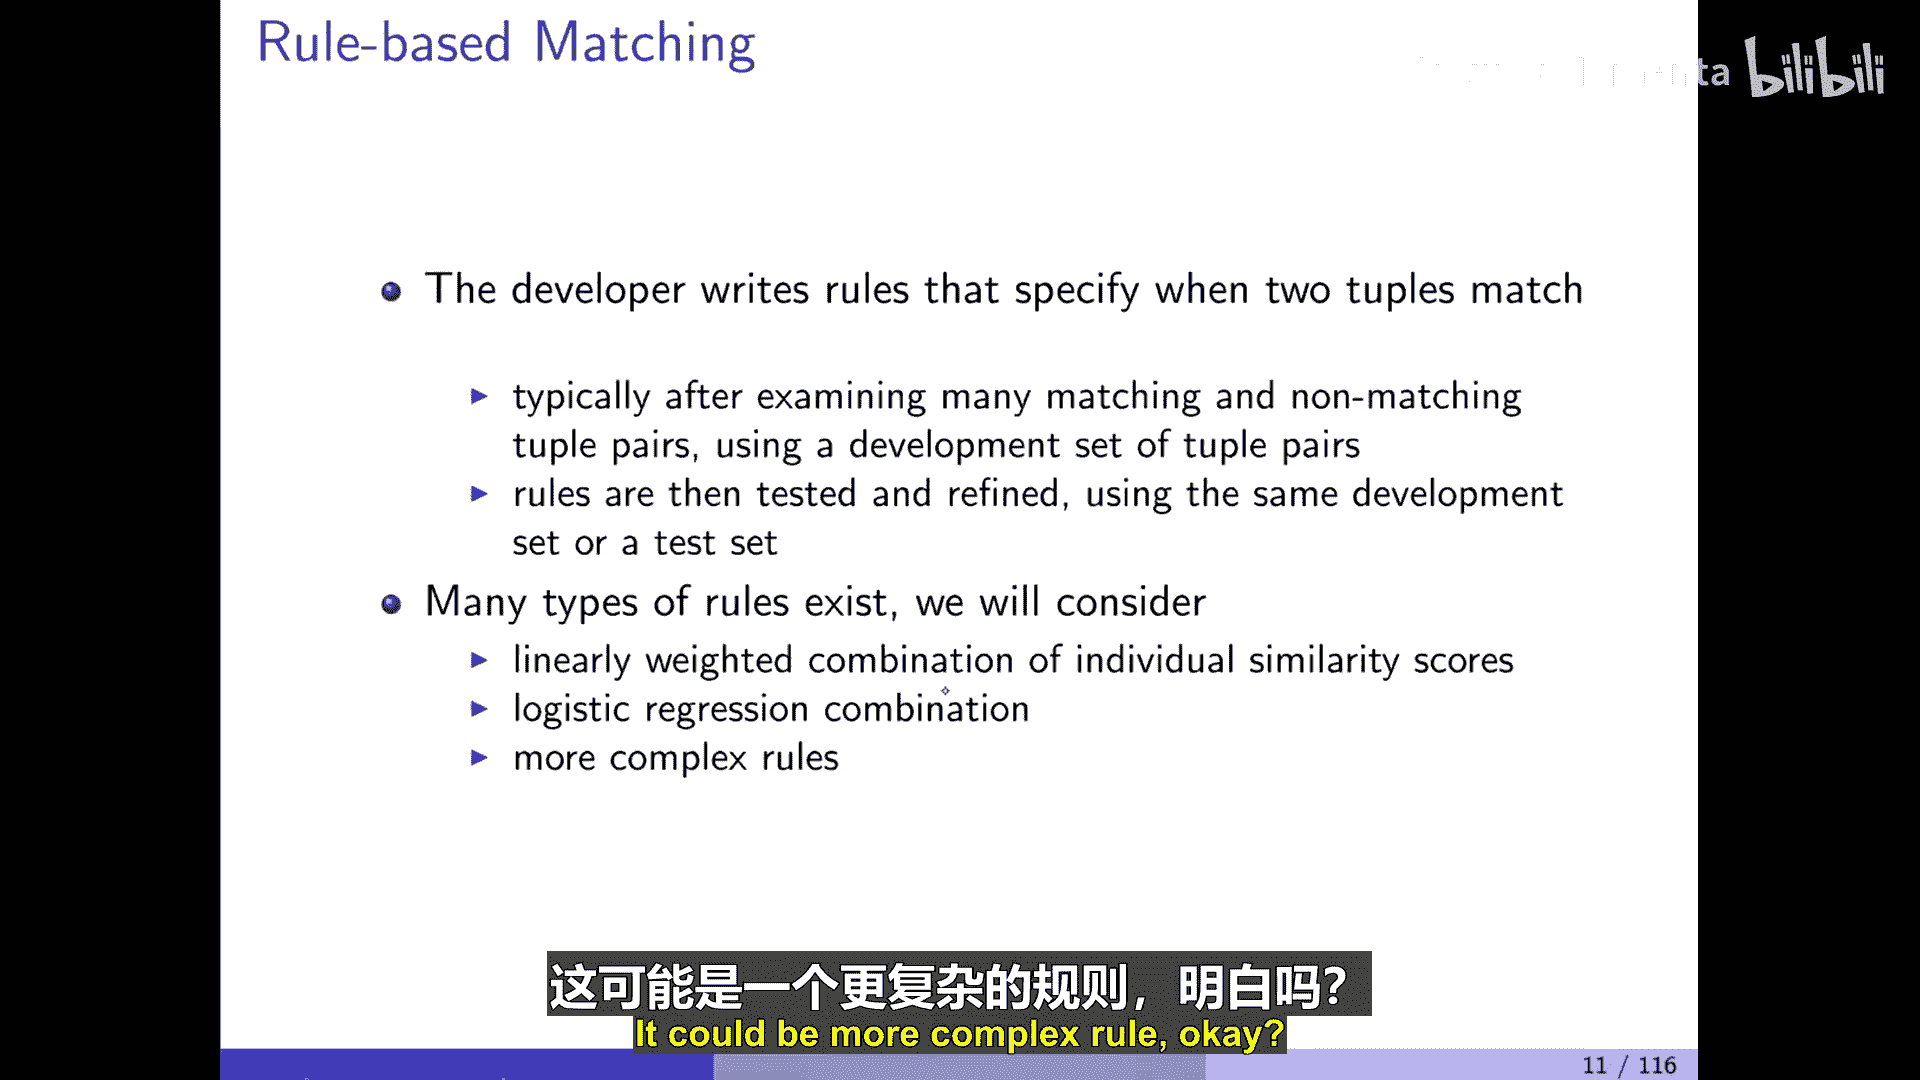 Rule-based Matching
ta bilibili
The developer writes rules that specify when two tuples match
typically after examining many matching and non-matching
tuple pairs, using a development set of tuple pairs
rules are then tested and refined, using the same development
set or a test set
Many types of rules exist, we will consider
linearly weighted combination of individual similarity scores
logistic regression combination
more complex rules
这可能是一个更复杂的规则，明白吗？
It could be more complex rule, okay?
11 / 116